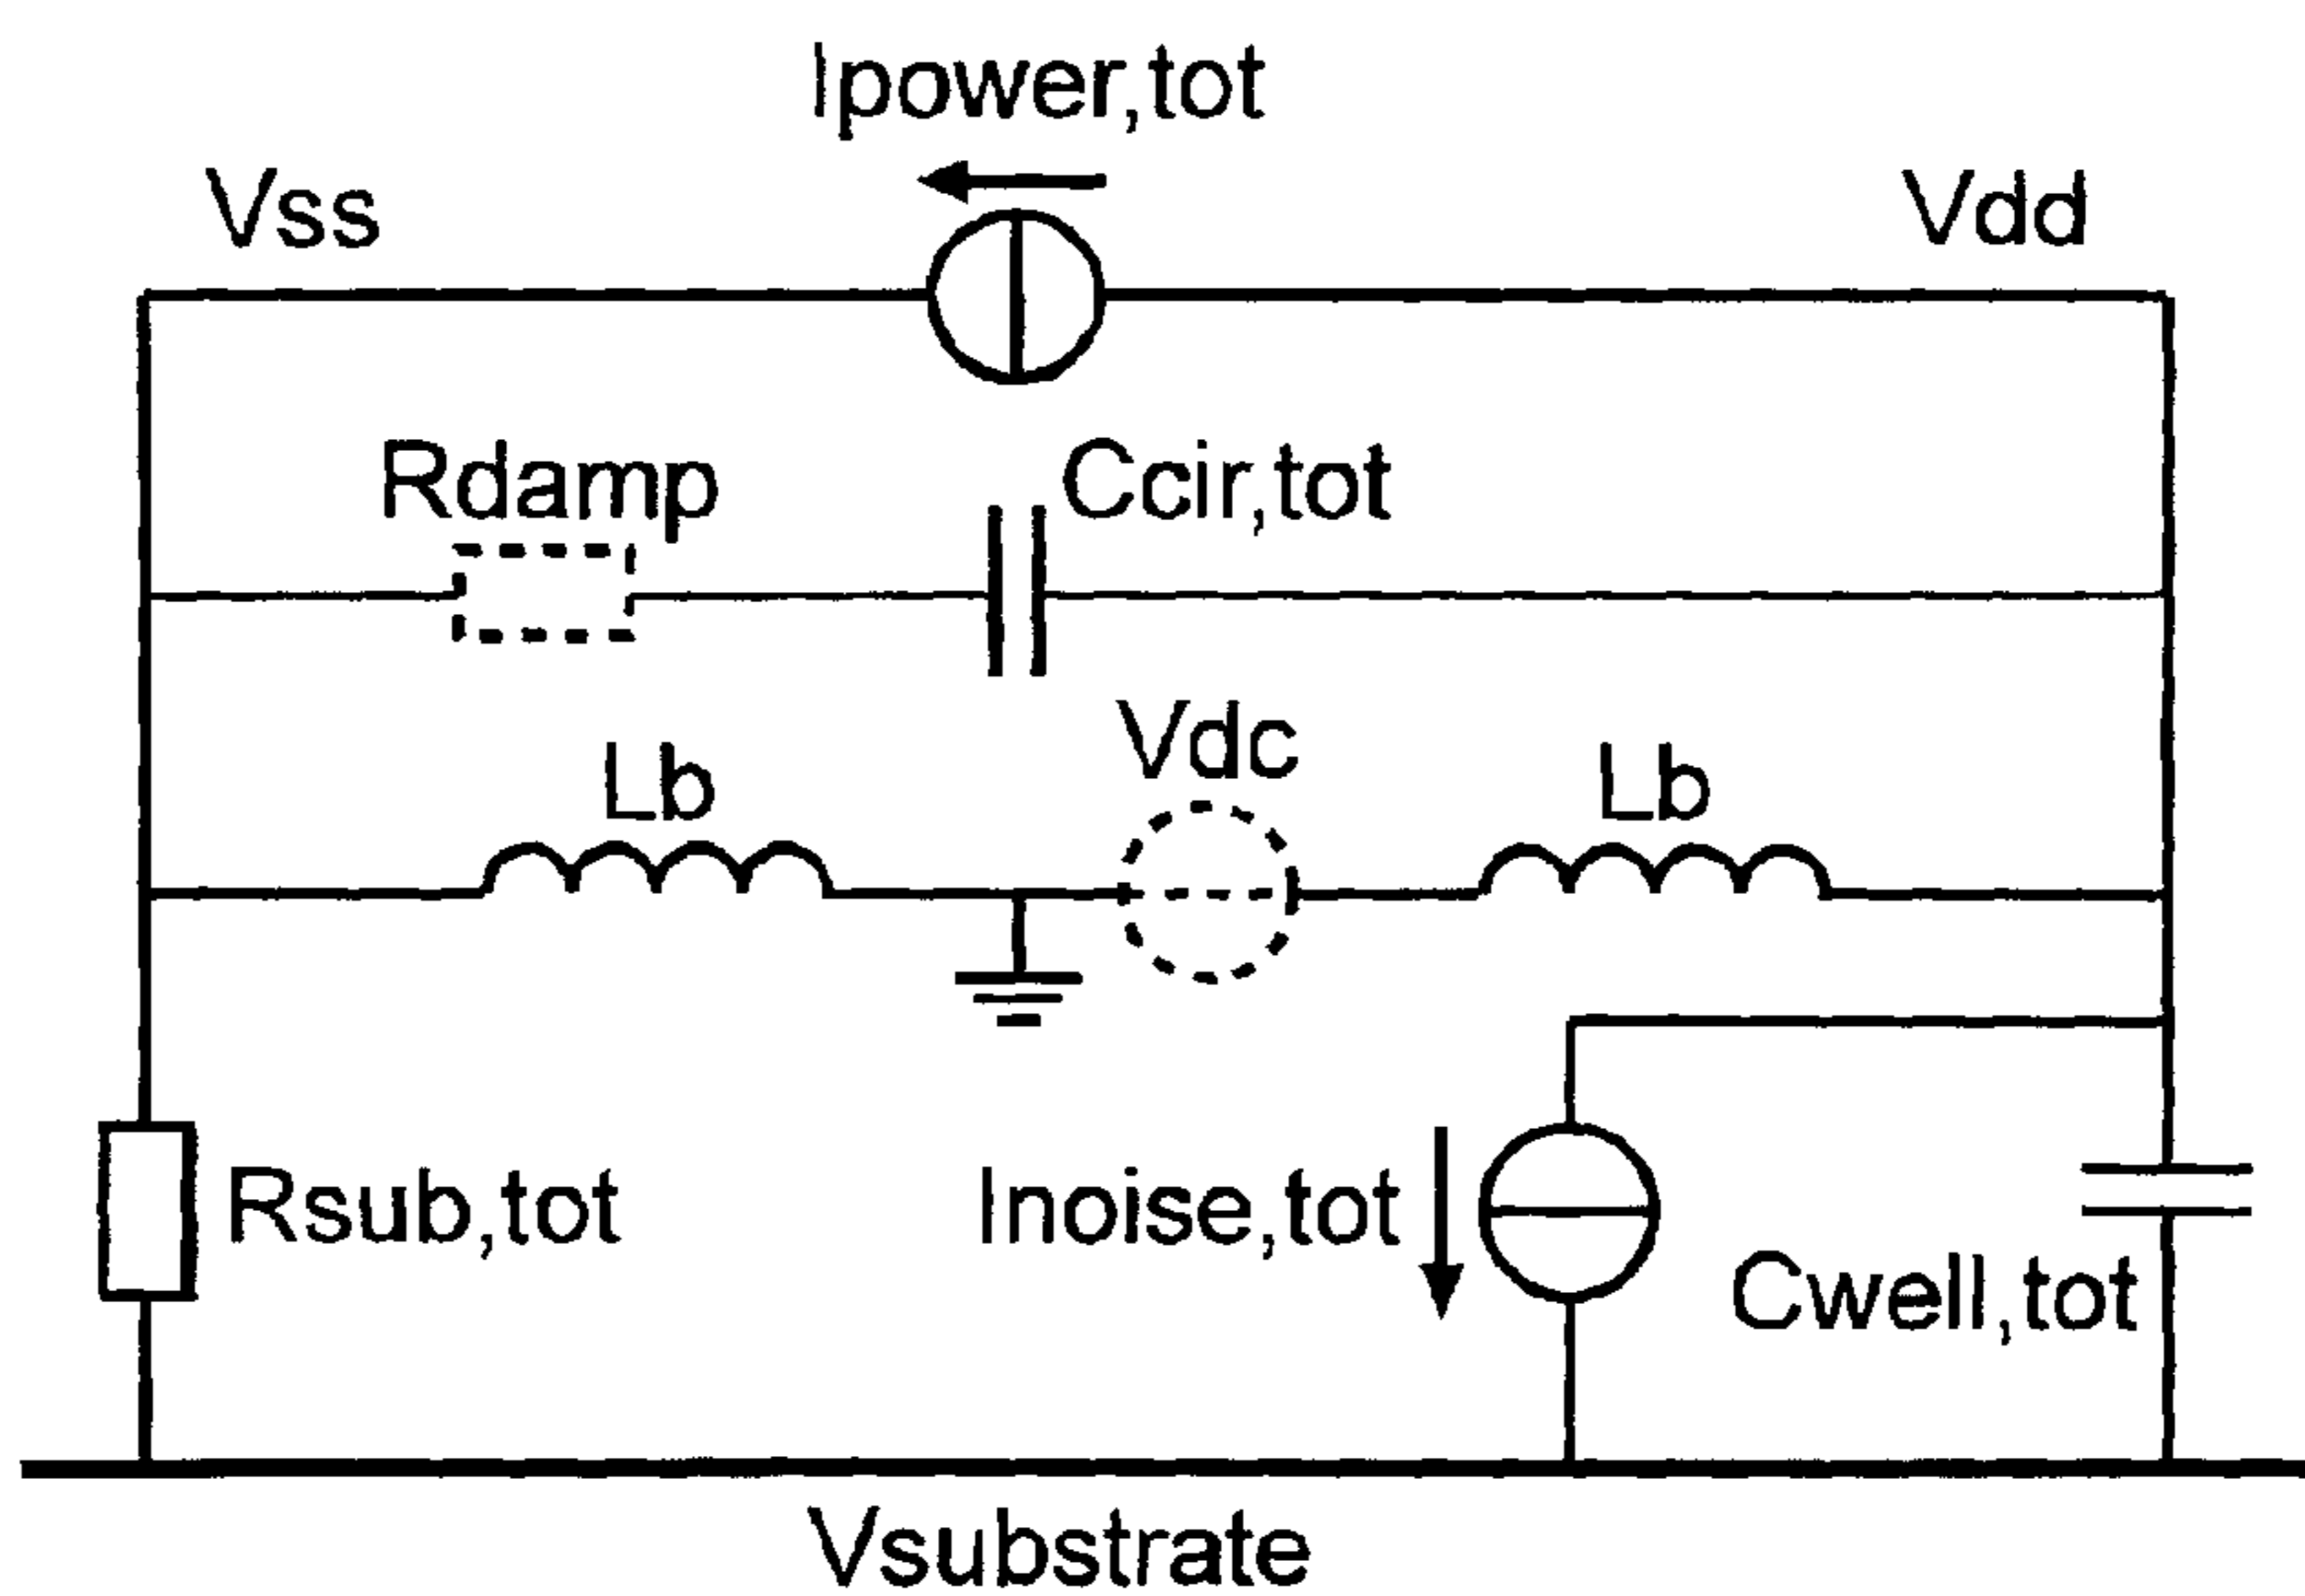 Ipower,tot
Vss
Vdd
Rdamp
Ccir,tot
Vdc
Lb
Lb
Rsub,tot
Inoise,tot
Cwell,tot
Vsubstrate